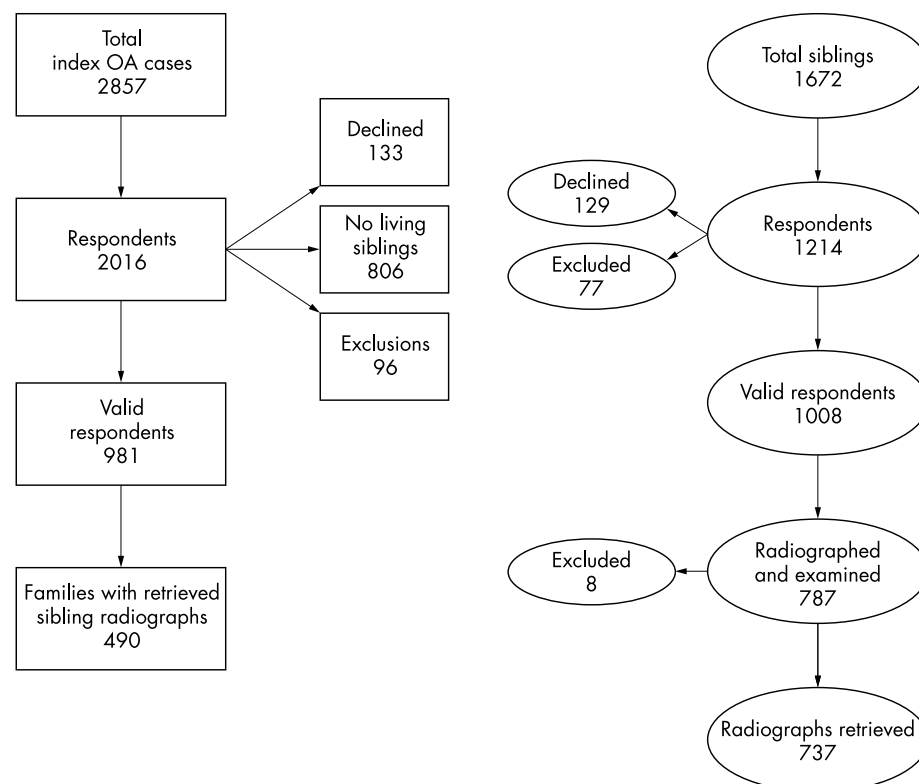 Total
index OA cases
2857
Declined
133
Respondents
2016
No living
siblings
806
Exclusions
96
Valid
respondents
981
Families with retrieved
sibling radiographs
490
Total siblings
1672
Declined
129
Respondents
1214
Excluded
77
Valid respondents
1008
Radiographed
and examined
787
Excluded
8
Radiographs retrieved
737